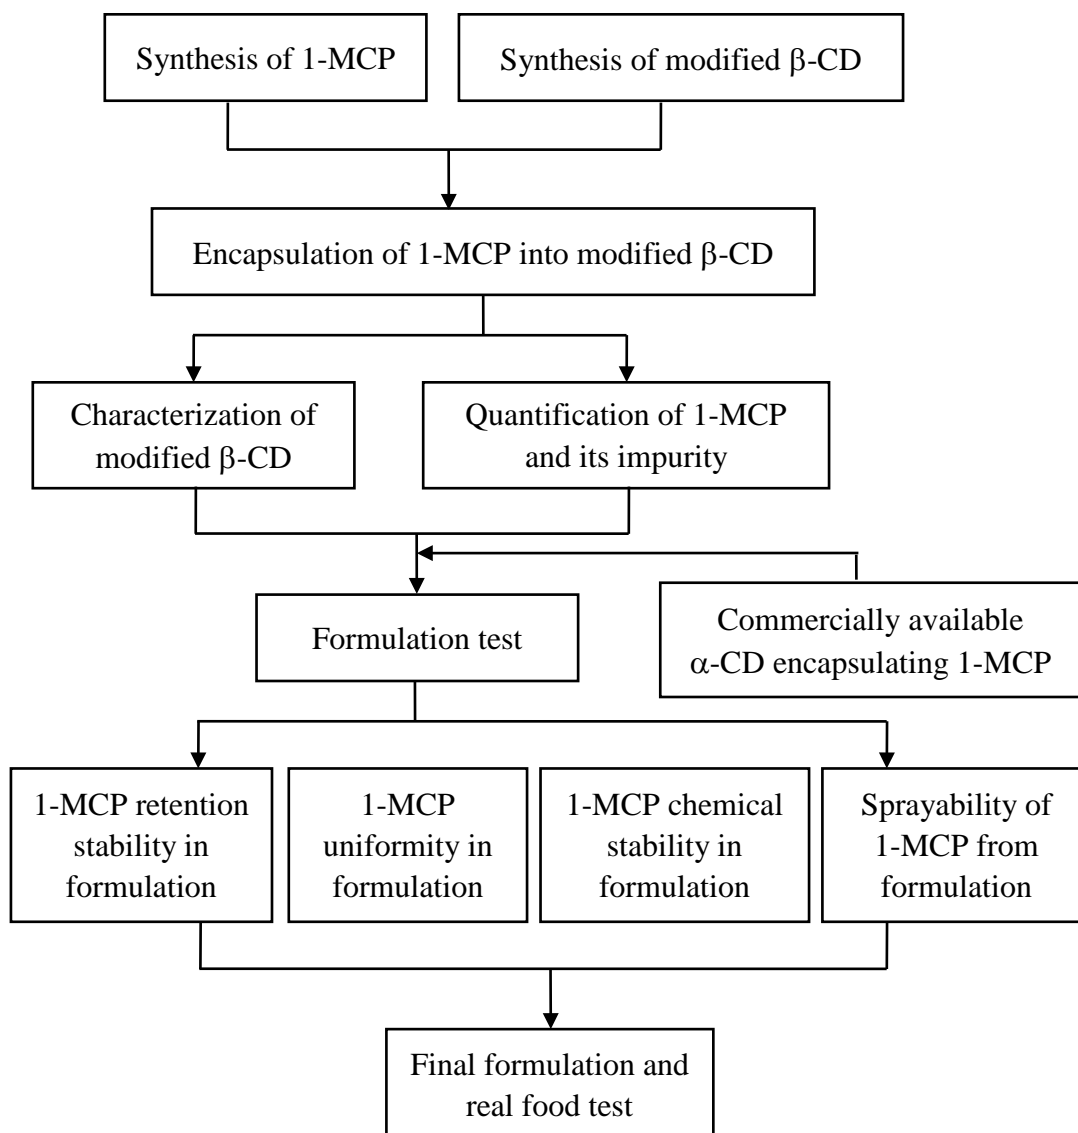 Synthesis of 1-MCP
Synthesis of modified β-CD
Encapsulation of 1-MCP into modified β-CD
Characterization of
modified β-CD
Quantification of 1-MCP
and its impurity
Formulation test
Commercially available
α-CD encapsulating 1-MCP
1-MCP retention
stability in
formulation
1-MCP
uniformity in
formulation
1-MCP chemical
stability in
formulation
Sprayability of
1-MCP from
formulation
Final formulation and
real food test